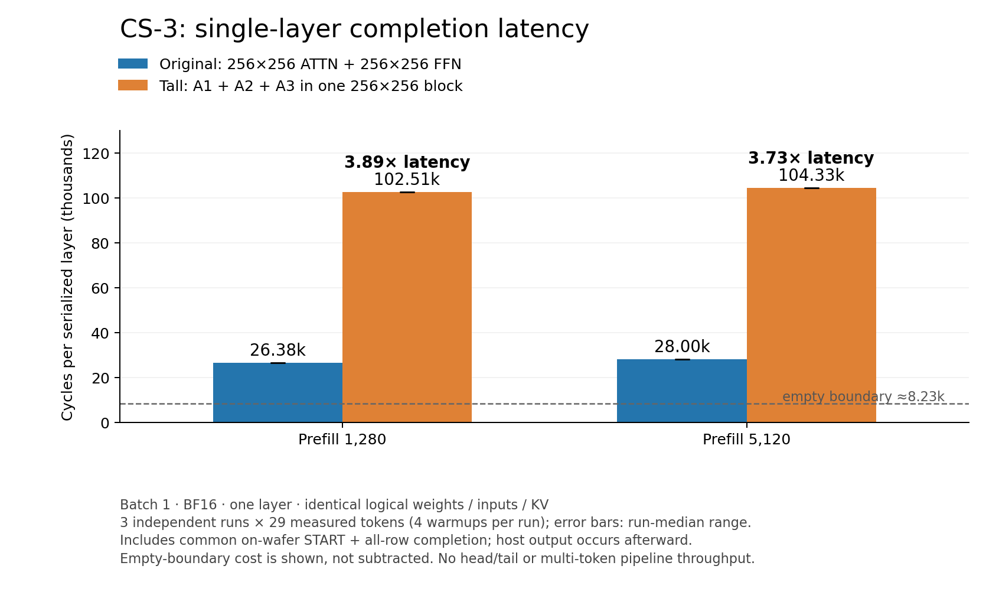 CS-3: single-layer completion latency
Original: 256×256 ATTN + 256×256 FFN
Tall: A1 + A2 + A3 in one 256×256 block
Cycles per serialized layer (thousands)
120
100
80
60
40
20
0
3.89× latency
102.51k
3.73× latency
104.33k
26.38k
28.00k
empty boundary ≈8.23k
Prefill 1,280
Prefill 5,120
Batch 1 · BF16 · one layer · identical logical weights / inputs / KV
3 independent runs × 29 measured tokens (4 warmups per run); error bars: run-median range.
Includes common on-wafer START + all-row completion; host output occurs afterward.
Empty-boundary cost is shown, not subtracted. No head/tail or multi-token pipeline throughput.